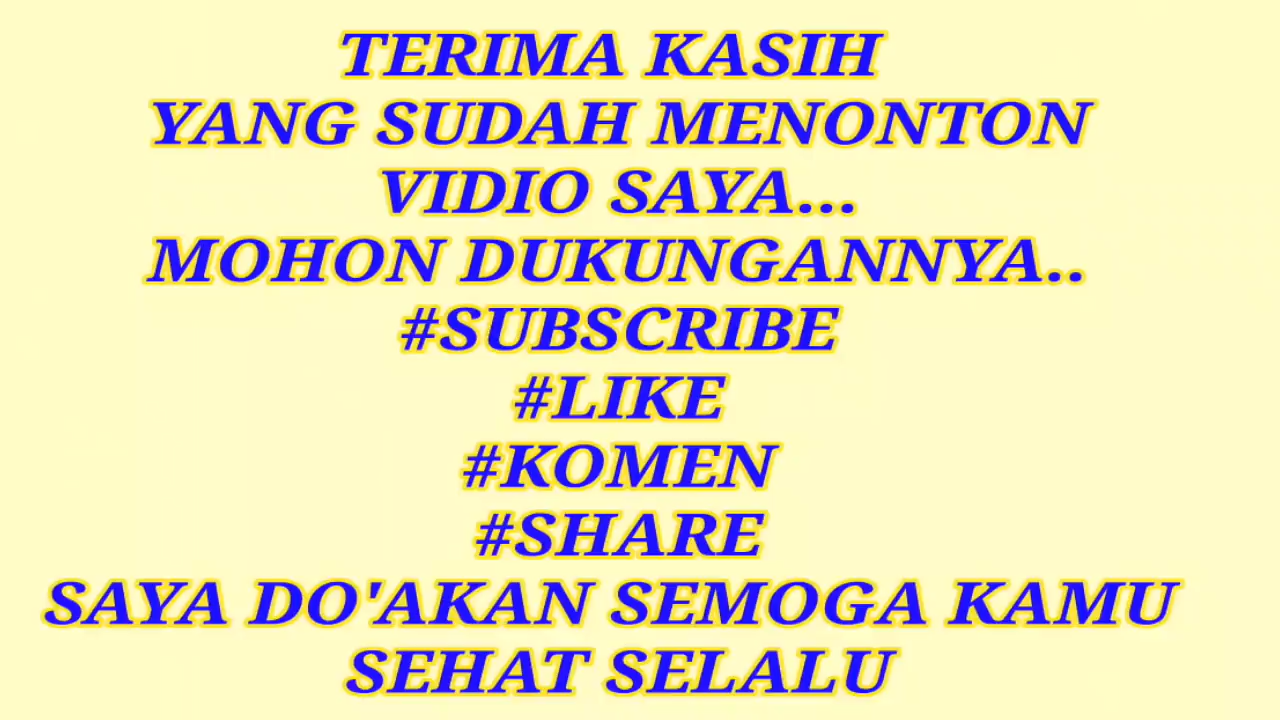 TERIMA KASIH
YANG SUDAH MENONTON
VIDIO SAYA...
MOHON DUKUNGANNYA..
#SUBSCRIBE
#LIKE
#KOMEN
#SHARE
SAYA DO'AKAN SEMOGA KAMU
SEHAT SELALU